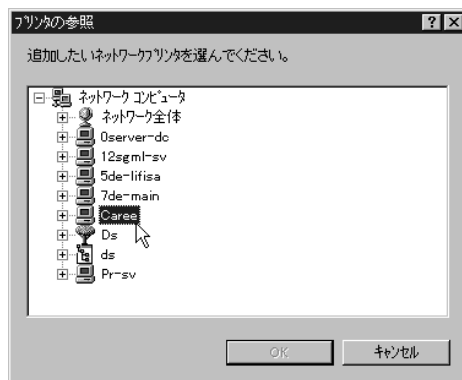 プリンタの参照
追加したいネットワークプリンタを選んでください。
ネットワーク コンピュータ
ネットワーク全体
0server-dc
12sgml-sv
5de-lifisa
7de-main
Caree
Ds
ds
Pr-sv
OK
キャンセル